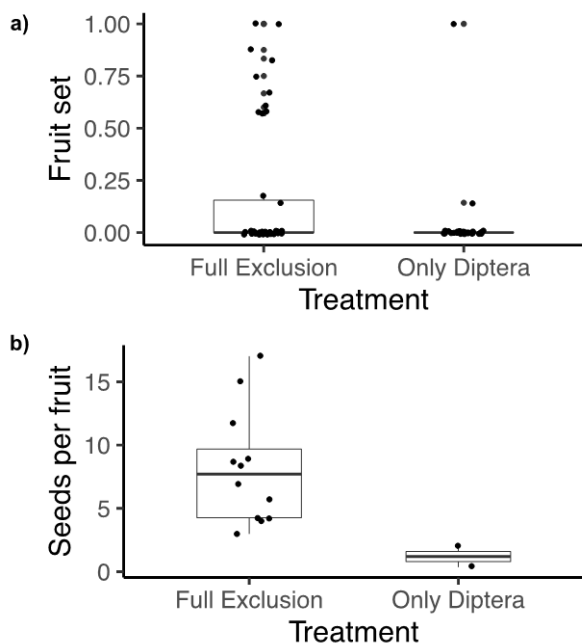 a)
Fruit set
1.00
0.75
0.50
0.25
0.00
Full Exclusion Only Diptera
Treatment
b)
Seeds per fruit
15
10
5
0
Full Exclusion Only Diptera
Treatment